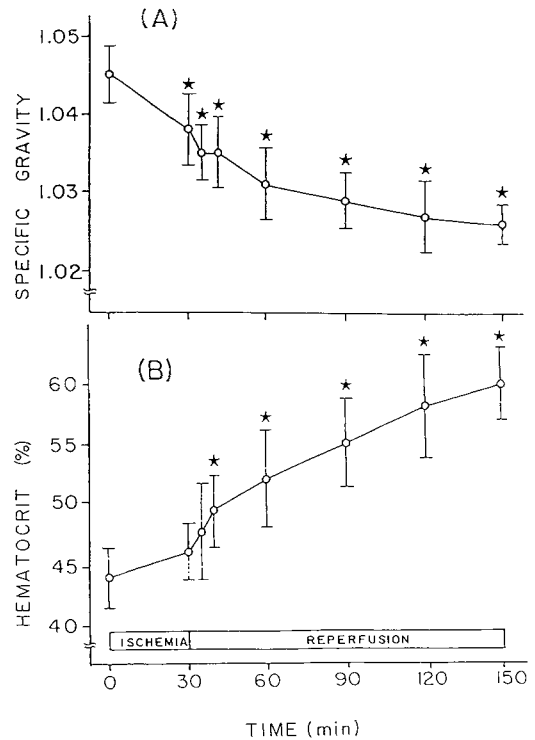 (A)
SPECIFIC GRAVITY
1.05
1.04
1.03
1.02
★ ★ ★ ★ ★ ★ ★
(B)
HEMATOCRIT (%)
60
55
50
45
40
★ ★ ★ ★ ★
ISCHEMIA REPERFUSION
0 30 60 90 120 150
TIME (min)